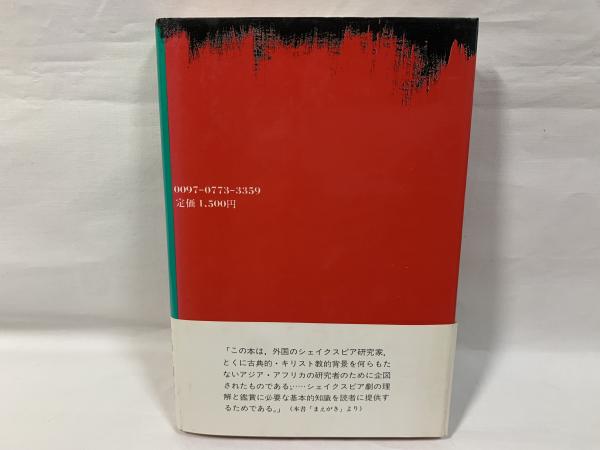 0097-0773-3359
定価 1,500円
「この本は，外国のシェイクスピア研究家，
とくに古典的・キリスト教的背景を何らもた
ないアジア・アフリカの研究者のために企図
されたものである；……シェイクスピア劇の理
解と鑑賞に必要な基本的知識を読者に提供す
るためである。」（本書「まえがき」より）